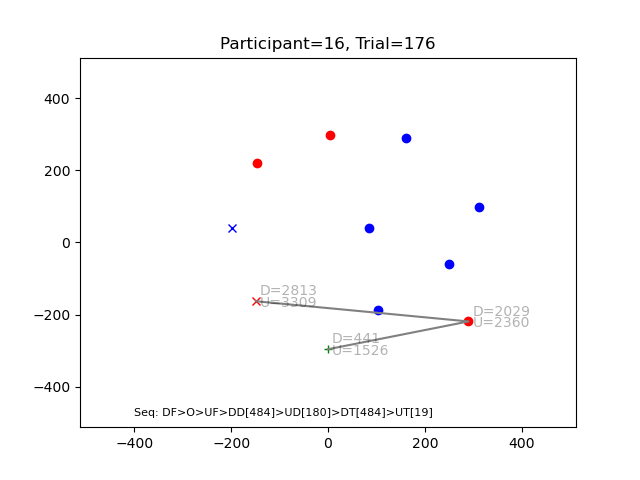 Participant=16, Trial=176
400
200
0
−200
−400
D=2813
U=3309
D=2029
U=2360
D=441
U=1526
Seq: DF>O>UF>DD[484]>UD[180]>DT[484]>UT[19]
−400 −200 0 200 400